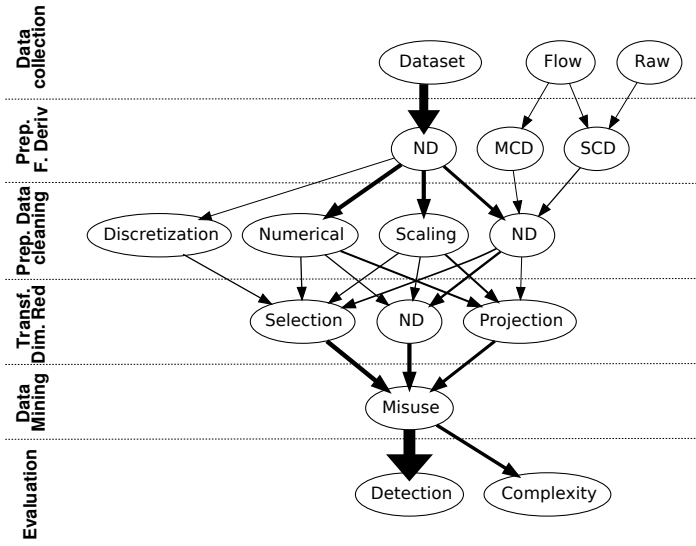 Data
collection
Dataset
Flow
Raw
Prep.
F. Deriv
ND
MCD
SCD
Prep. Data
cleaning
Discretization
Numerical
Scaling
ND
Transf.
Dim. Red
Selection
ND
Projection
Data
Mining
Misuse
Evaluation
Detection
Complexity